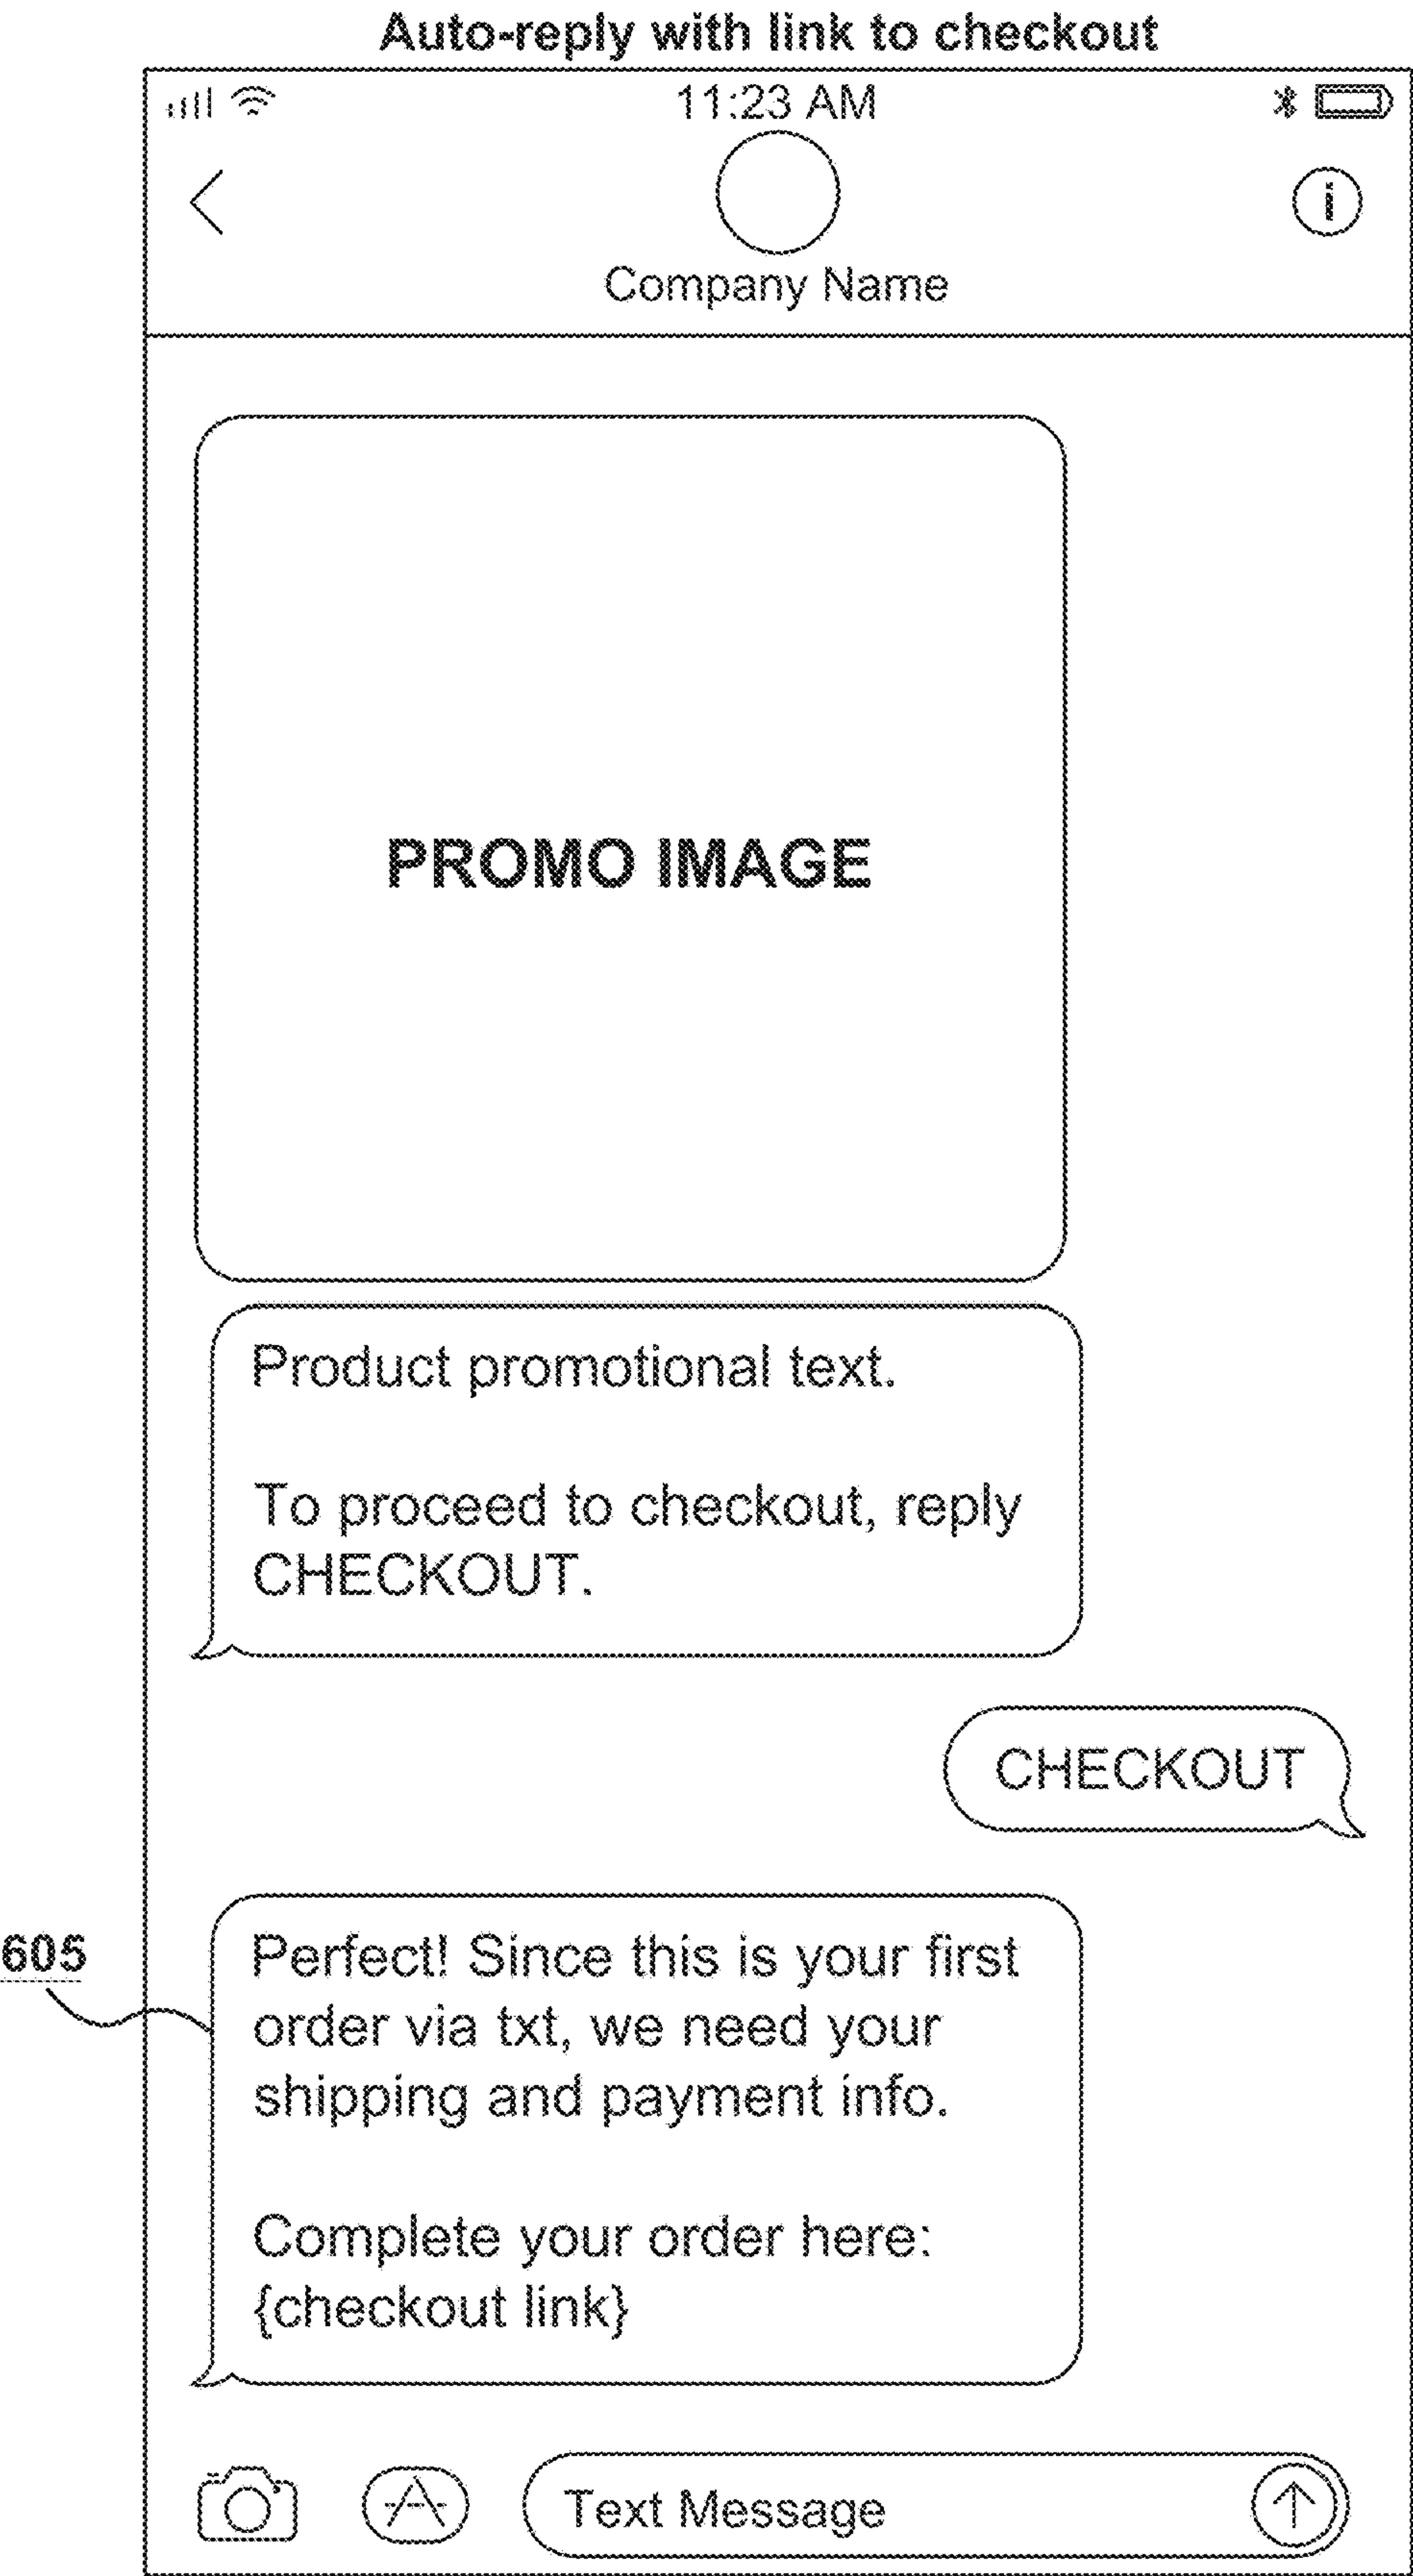 Auto-reply with link to checkout
11:23 AM
i
Company Name
PROMO IMAGE
Product promotional text.
To proceed to checkout, reply
CHECKOUT.
CHECKOUT
605
Perfect! Since this is your first
order via txt, we need your
shipping and payment info.
Complete your order here:
{checkout link}
Text Message